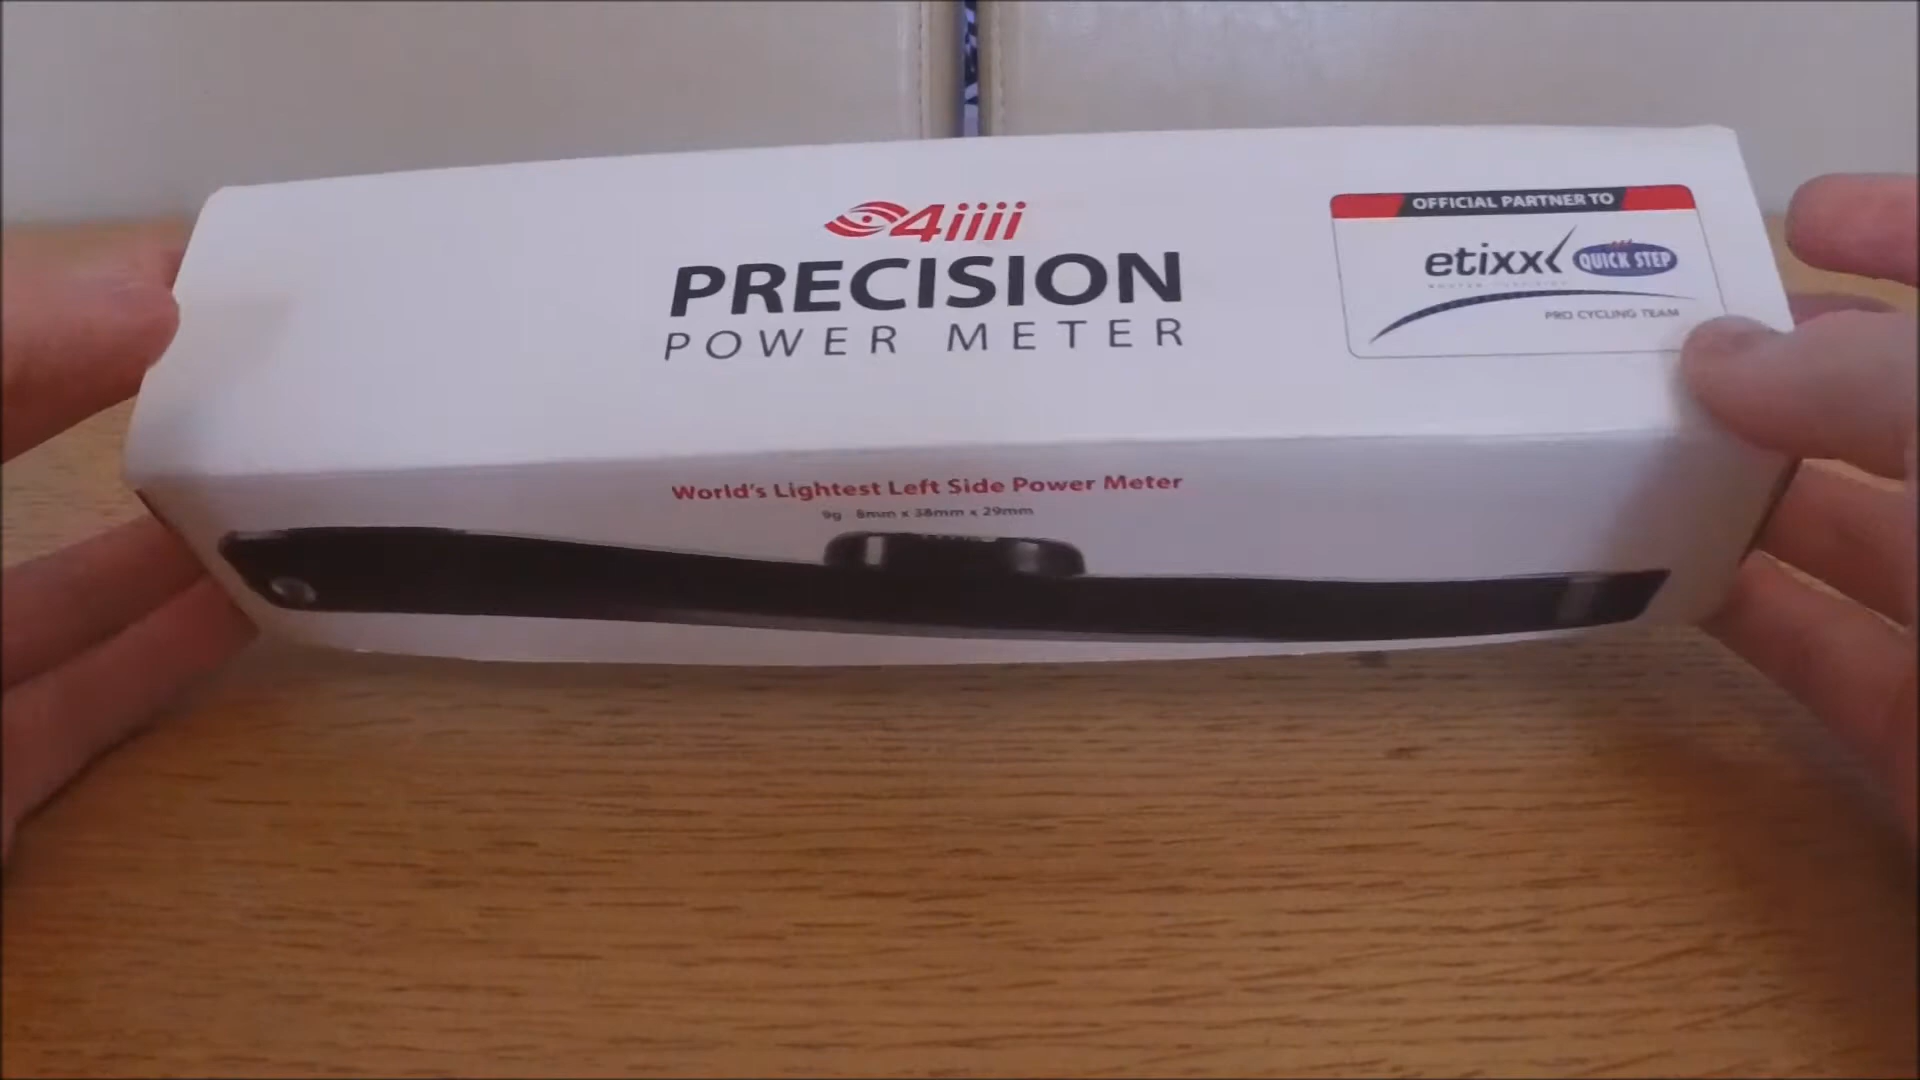 4iiii
PRECISION
POWER METER
OFFICIAL PARTNER TO
etixx QUICK STEP
PRO CYCLING TEAM
World's Lightest Left Side Power Meter
9g 8mm x 38mm x 29mm